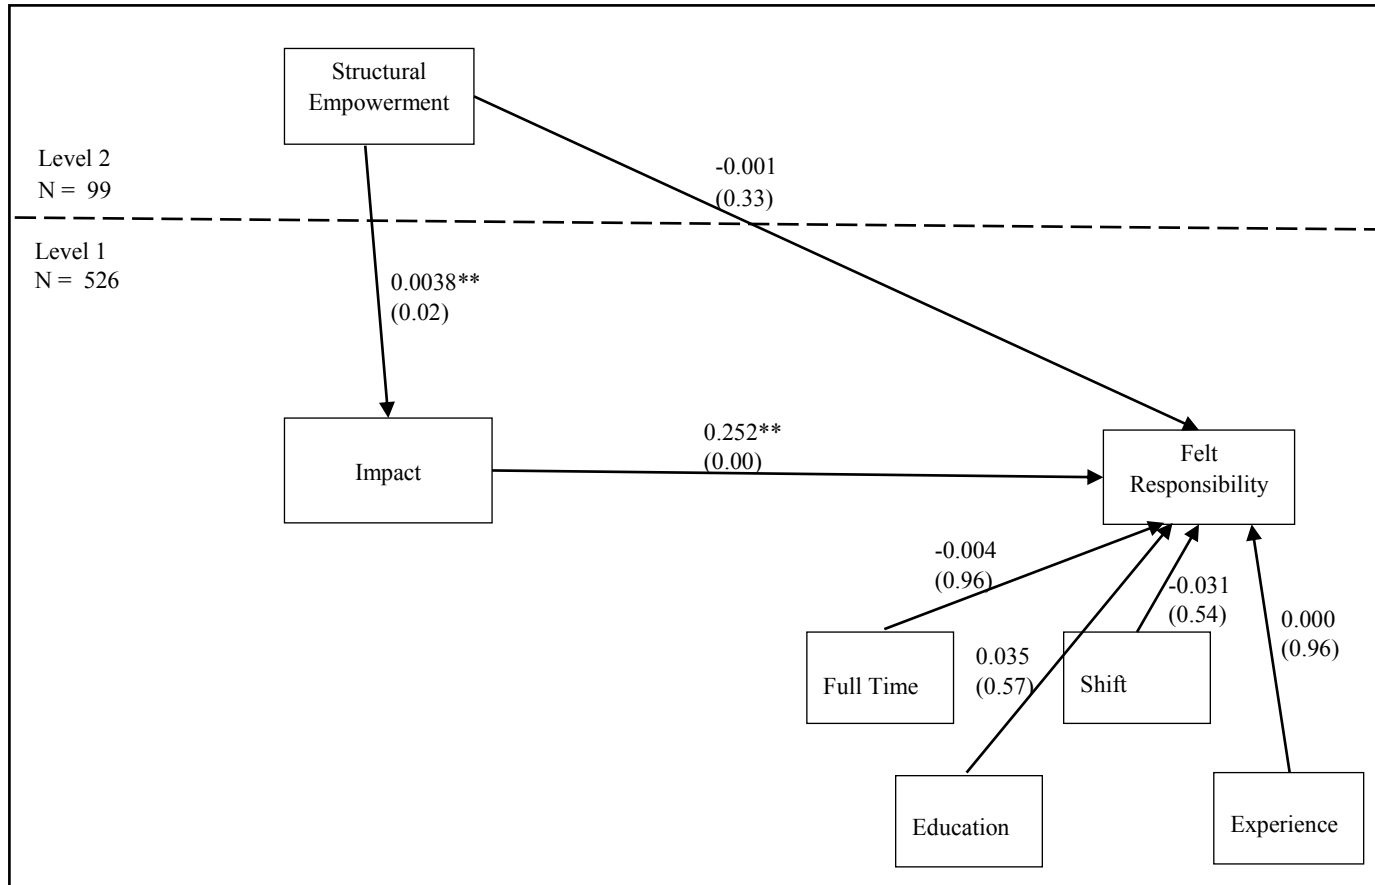 Structural
Empowerment
Level 2
N = 99
-0.001
(0.33)
Level 1
N = 526
0.0038**
(0.02)
Impact
0.252**
(0.00)
Felt
Responsibility
-0.004
(0.96)
-0.031
(0.54)
0.000
(0.96)
0.035
(0.57)
Full Time
Shift
Education
Experience